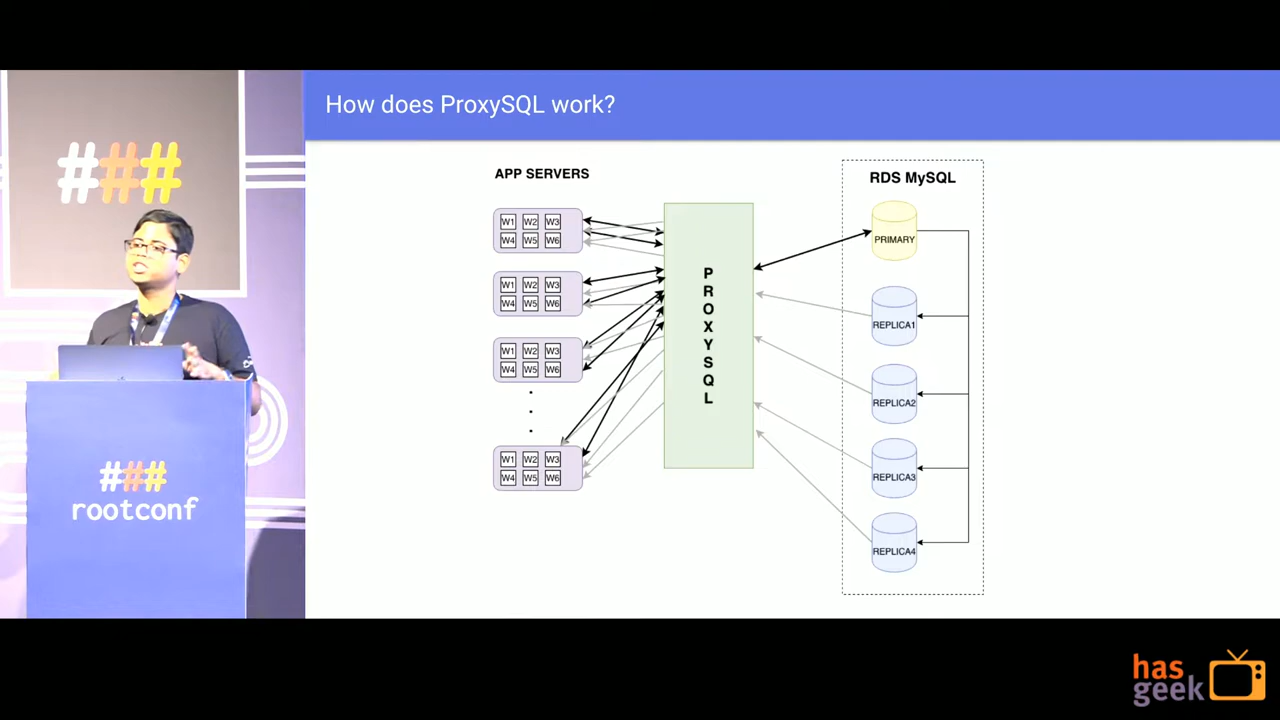 ###
###
rootconf
How does ProxySQL work?
APP SERVERS
W1 W2 W3
W4 W5 W6
W1 W2 W3
W4 W5 W6
W1 W2 W3
W4 W5 W6
W1 W2 W3
W4 W5 W6
P
R
O
X
Y
S
Q
L
RDS MySQL
PRIMARY
REPLICA1
REPLICA2
REPLICA3
REPLICA4
has
geek